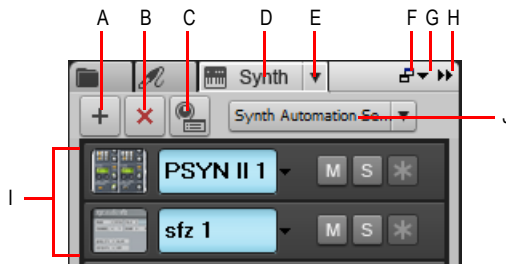 A B C D E F G H
Synth
Synth Automation Se... J
I
PSYN II 1 M S
sfz 1 M S